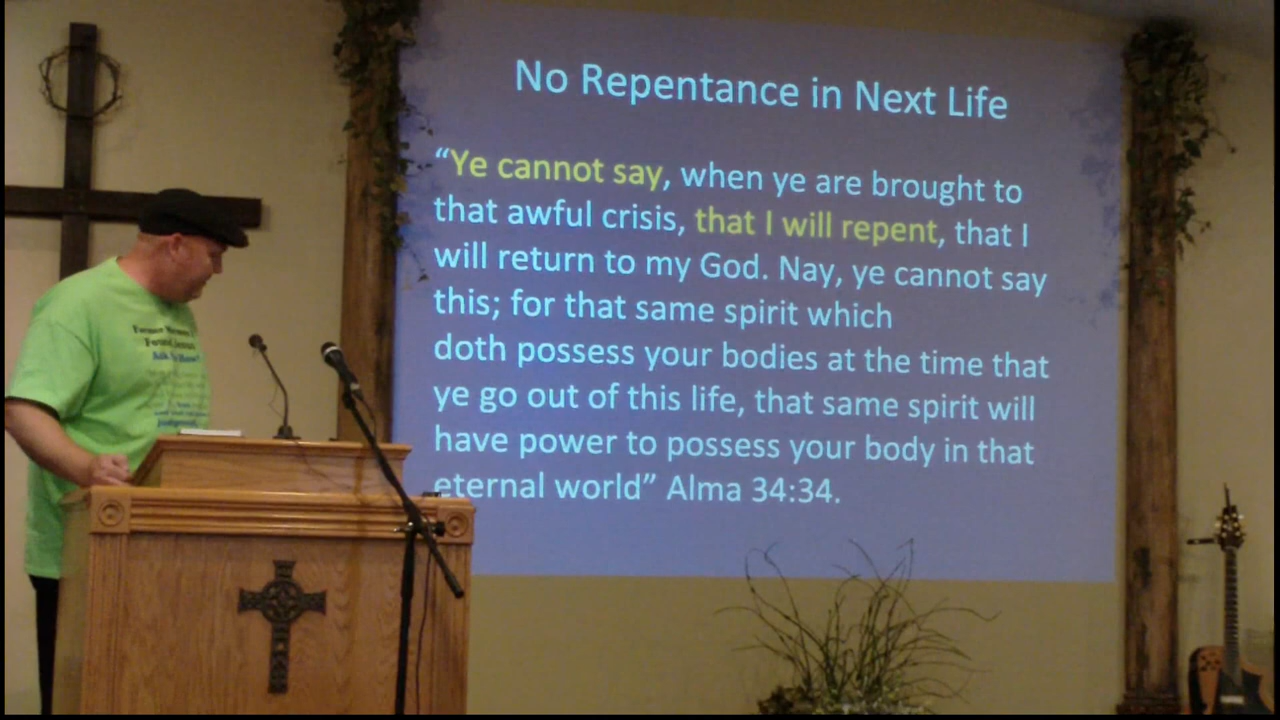 No Repentance in Next Life
“Ye cannot say, when ye are brought to
that awful crisis, that I will repent, that I
will return to my God. Nay, ye cannot say
this; for that same spirit which
doth possess your bodies at the time that
ye go out of this life, that same spirit will
have power to possess your body in that
eternal world” Alma 34:34.
Former
Jesus